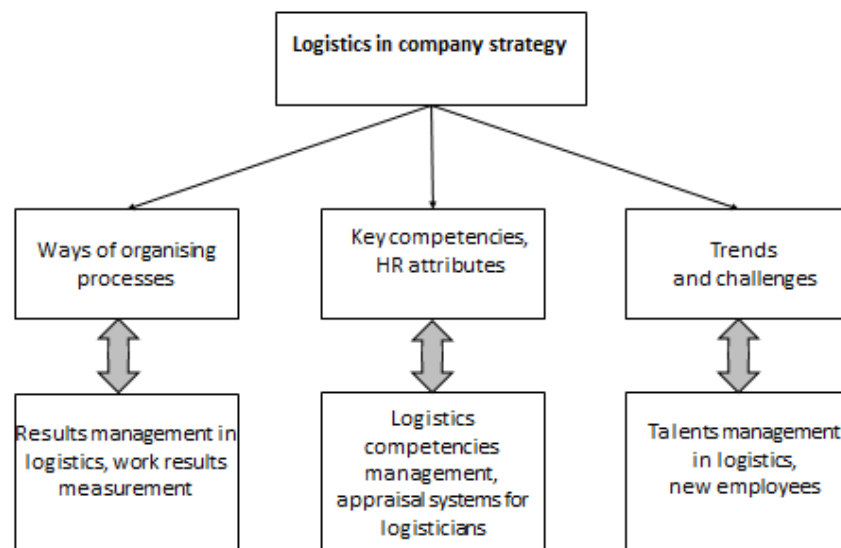 Logistics in company strategy
Ways of organising
processes
Key competencies,
HR attributes
Trends
and challenges
Results management in
logistics, work results
measurement
Logistics
competencies
management,
appraisal systems for
logisticians
Talents management
in logistics,
new employees